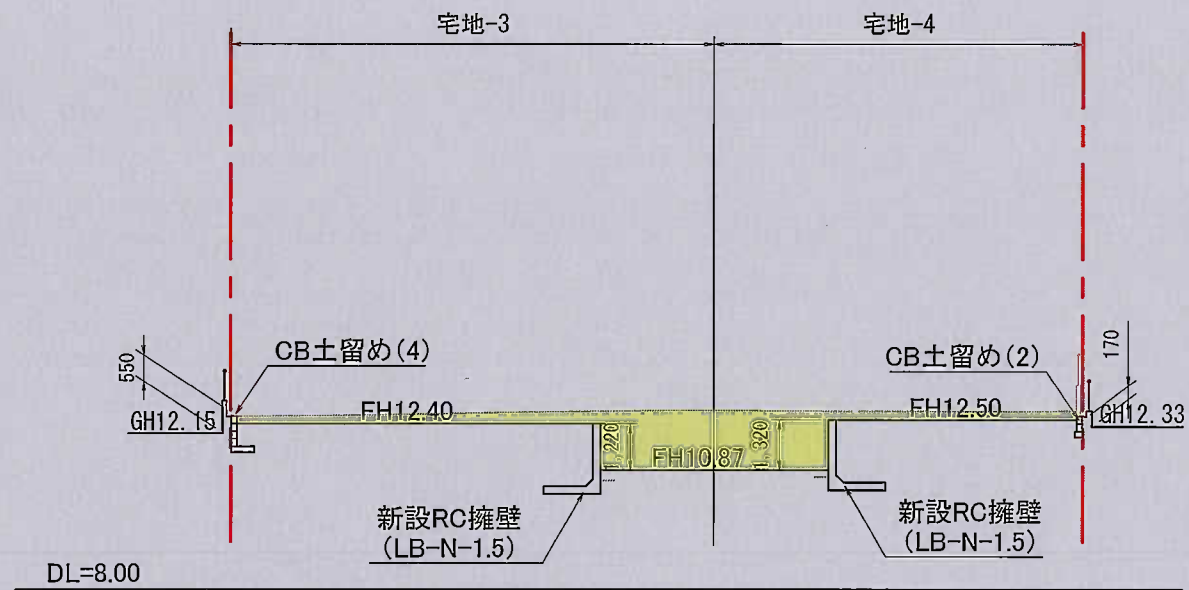 宅地-3
宅地-4
CB土留め(4)
CB土留め(2)
550
170
GH12.15
FH12.40
FH12.50
GH12.33
1,220
FH10.87
1,320
新設RC擁壁
(LB-N-1.5)
新設RC擁壁
(LB-N-1.5)
DL=8.00